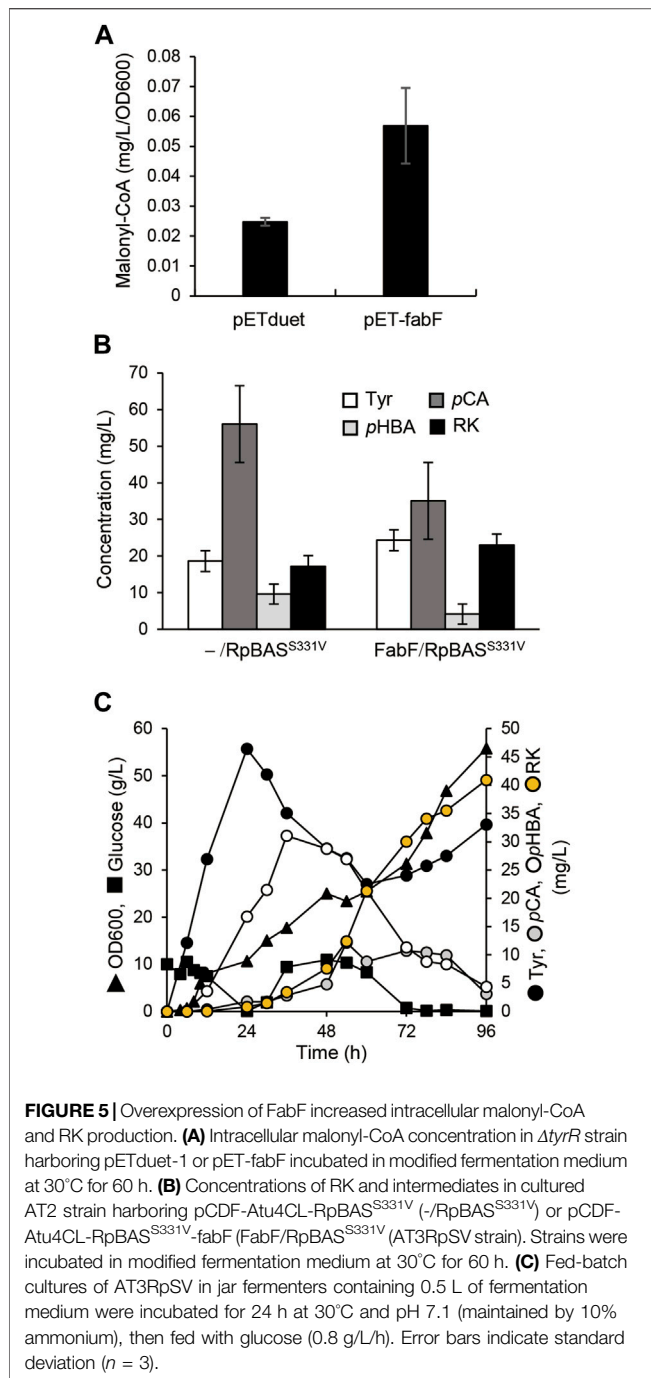 A
Malonyl-CoA (mg/L/OD600)
0.08
0.07
0.06
0.05
0.04
0.03
0.02
0.01
0
pETduet pET-fabF
B
Concentration (mg/L)
70
60
50
40
30
20
10
0
Tyr pCA
pHBA RK
– /RpBAS^S331V FabF/RpBAS^S331V
C
▲ OD600, ■ Glucose (g/L)
60
50
40
30
20
10
0
50
45
40
35
30
25
20
15
10
5
0
● Tyr, ○ pCA, ○ pHBA, ○ RK
(mg/L)
0 24 48 72 96
Time (h)
FIGURE 5 | Overexpression of FabF increased intracellular malonyl-CoA
and RK production. (A) Intracellular malonyl-CoA concentration in ΔtyrR strain
harboring pETduet-1 or pET-fabF incubated in modified fermentation medium
at 30°C for 60 h. (B) Concentrations of RK and intermediates in cultured
AT2 strain harboring pCDF-Atu4CL-RpBAS^S331V (-/RpBAS^S331V) or pCDF-
Atu4CL-RpBAS^S331V-fabF (FabF/RpBAS^S331V (AT3RpSV strain). Strains were
incubated in modified fermentation medium at 30°C for 60 h. (C) Fed-batch
cultures of AT3RpSV in jar fermenters containing 0.5 L of fermentation
medium were incubated for 24 h at 30°C and pH 7.1 (maintained by 10%
ammonium), then fed with glucose (0.8 g/L/h). Error bars indicate standard
deviation (n = 3).